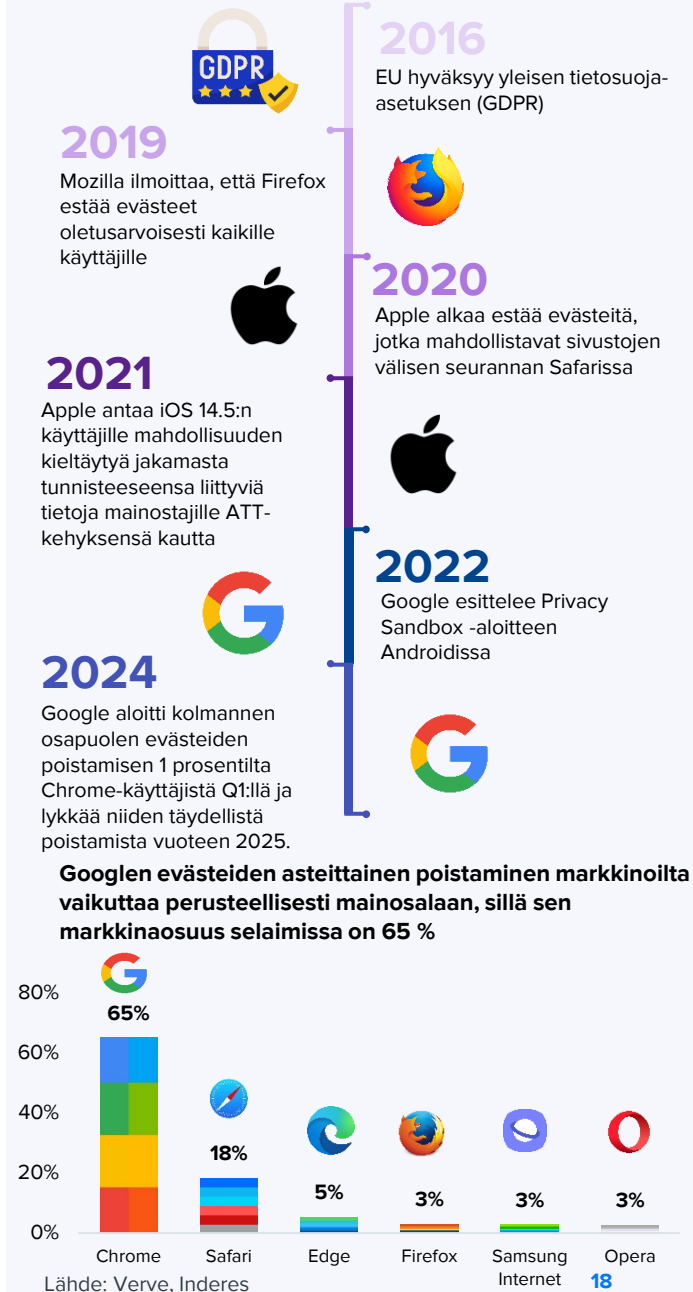 GDPR
2016
EU hyväksyy yleisen tietosuoja-
asetuksen (GDPR)
2019
Mozilla ilmoittaa, että Firefox
estää evästeet
oletusarvoisesti kaikille
käyttäjille
2020
Apple alkaa estää evästeitä,
jotka mahdollistavat sivustojen
välisen seurannan Safarissa
2021
Apple antaa iOS 14.5:n
käyttäjille mahdollisuuden
kieltäytyä jakamasta
tunnisteeseensa liittyviä
tietoja mainostajille ATT-
kehyksensä kautta
2022
Google esittelee Privacy
Sandbox -aloitteen
Androidissa
2024
Google aloitti kolmannen
osapuolen evästeiden
poistamisen 1 prosentilta
Chrome-käyttäjistä Q1:llä ja
lykkää niiden täydellistä
poistamista vuoteen 2025.
Googlen evästeiden asteittainen poistaminen markkinoilta
vaikuttaa perusteellisesti mainosalaan, sillä sen
markkinaosuus selaimissa on 65 %
80%
60%
40%
20%
0%
65%
18%
5%
3%
3%
3%
Chrome
Safari
Edge
Firefox
Samsung
Internet
Opera
Lähde: Verve, Inderes
18